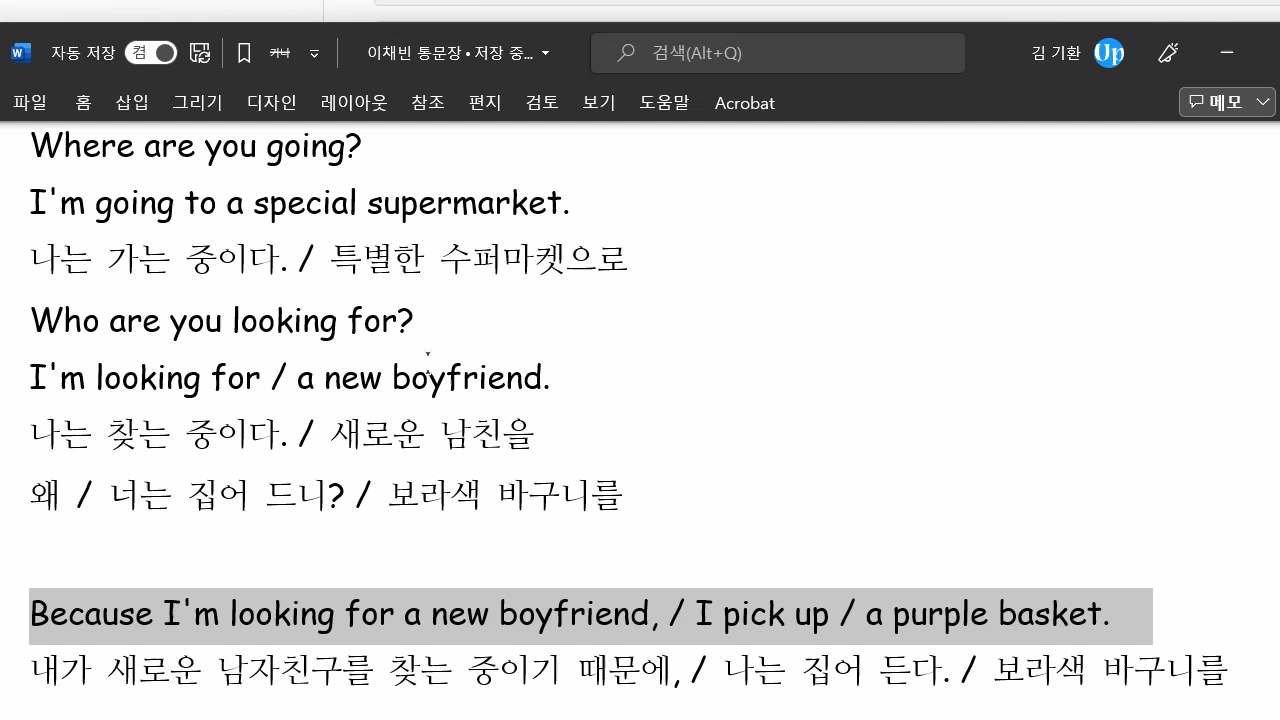 자동 저장 켬 가나 이채빈 통문장 • 저장 중... 검색(Alt+Q) 김 기환 Up
파일 홈 삽입 그리기 디자인 레이아웃 참조 편지 검토 보기 도움말 Acrobat 메모
Where are you going?
I'm going to a special supermarket.
나는 가는 중이다. / 특별한 수퍼마켓으로
Who are you looking for?
I'm looking for / a new boyfriend.
나는 찾는 중이다. / 새로운 남친을
왜 / 너는 집어 드니? / 보라색 바구니를
Because I'm looking for a new boyfriend, / I pick up / a purple basket.
내가 새로운 남자친구를 찾는 중이기 때문에, / 나는 집어 든다. / 보라색 바구니를